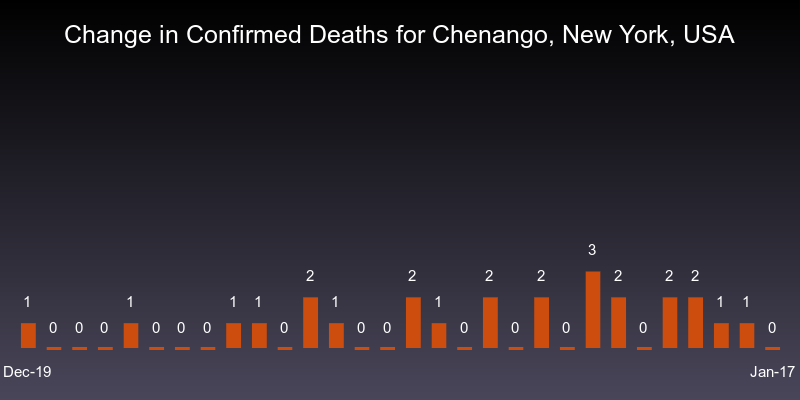 Change in Confirmed Deaths for Chenango, New York, USA
3
2 2 2 2 2 2 2
1 1 1 1 1 1 1 1
0 0 0 0 0 0 0 0 0 0 0 0 0 0
Dec-19 Jan-17